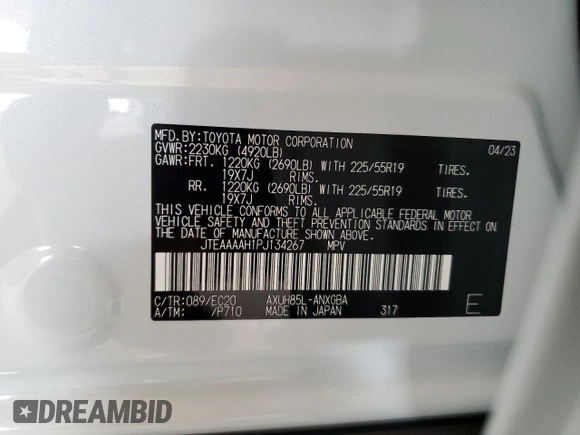 MFD.BY:TOYOTA MOTOR CORPORATION 04/23
GVWR:2230KG (4920LB)
GAWR:FRT. 1220KG (2690LB) WITH 225/55R19 TIRES.
19X7J RIMS.
RR. 1220KG (2690LB) WITH 225/55R19 TIRES.
19X7J RIMS.
THIS VEHICLE CONFORMS TO ALL APPLICABLE FEDERAL MOTOR
VEHICLE SAFETY AND THEFT PREVENTION STANDARDS IN EFFECT
ON THE DATE OF MANUFACTURE SHOWN ABOVE.
JTEAAAAH1PJ134267 MPV
C/TR:089/EC20 AXUH85L-ANXGBA
A/TM: /P710 MADE IN JAPAN 317 E
DREAMBID